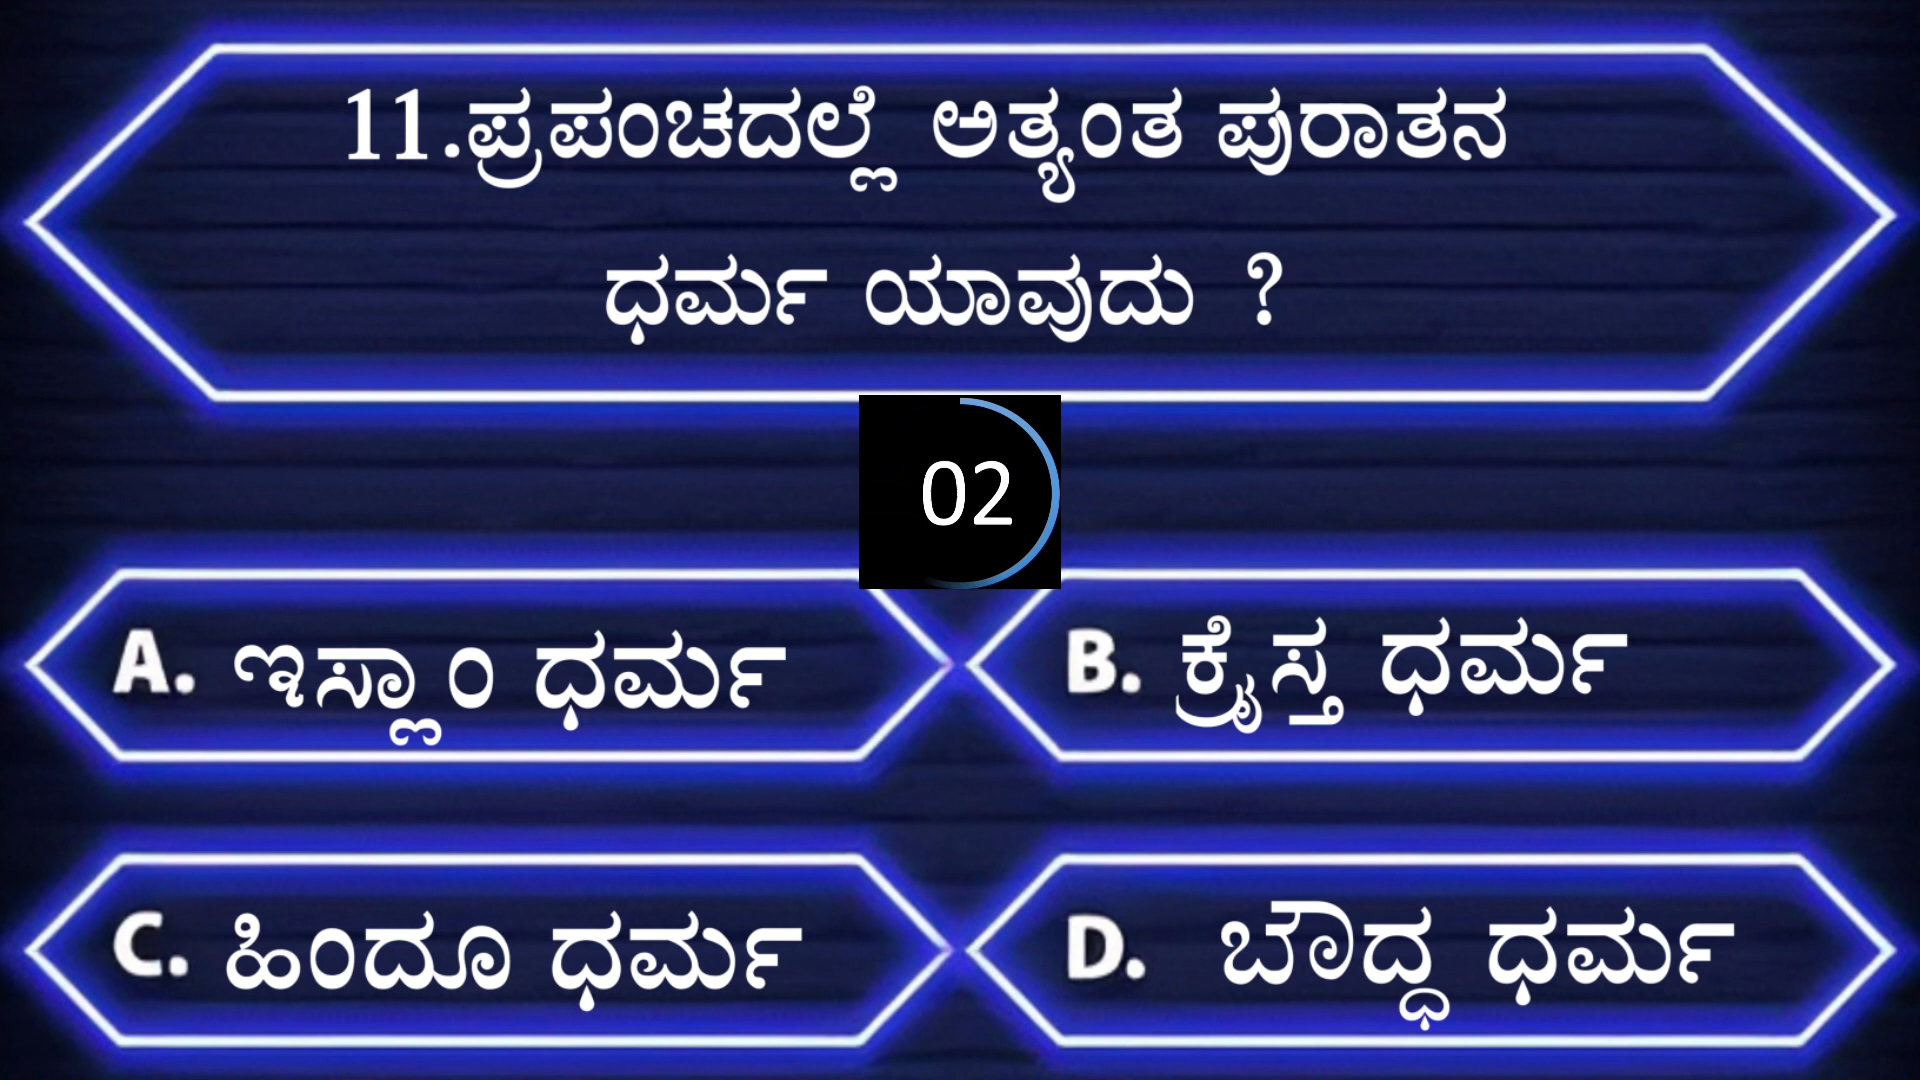 11.ಪ್ರಪಂಚದಲ್ಲೆ ಅತ್ಯಂತ ಪುರಾತನ
ಧರ್ಮ ಯಾವುದು ?
02
A. ಇಸ್ಲಾಂ ಧರ್ಮ
B. ಕ್ರೈಸ್ತ ಧರ್ಮ
C. ಹಿಂದೂ ಧರ್ಮ
D. ಬೌದ್ಧ ಧರ್ಮ